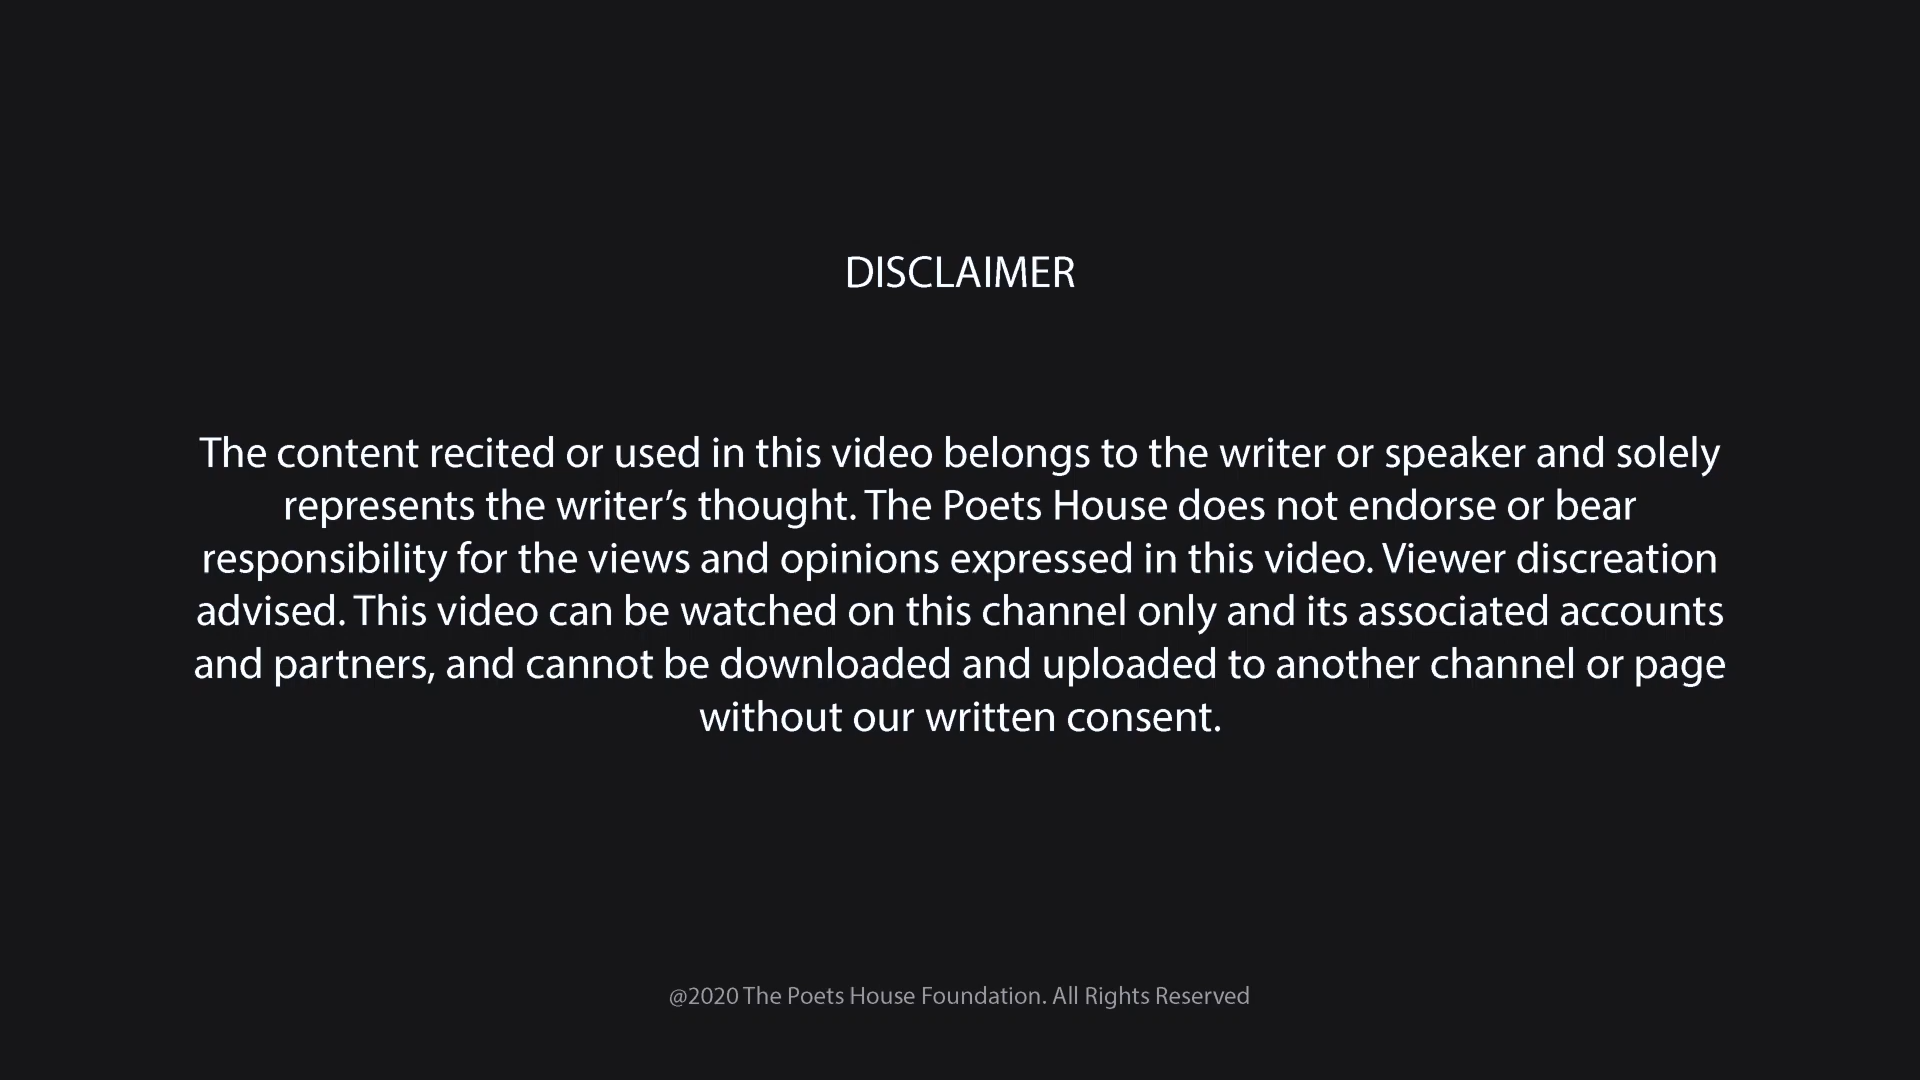 DISCLAIMER
The content recited or used in this video belongs to the writer or speaker and solely
represents the writer’s thought. The Poets House does not endorse or bear
responsibility for the views and opinions expressed in this video. Viewer discreation
advised. This video can be watched on this channel only and its associated accounts
and partners, and cannot be downloaded and uploaded to another channel or page
without our written consent.
@2020 The Poets House Foundation. All Rights Reserved